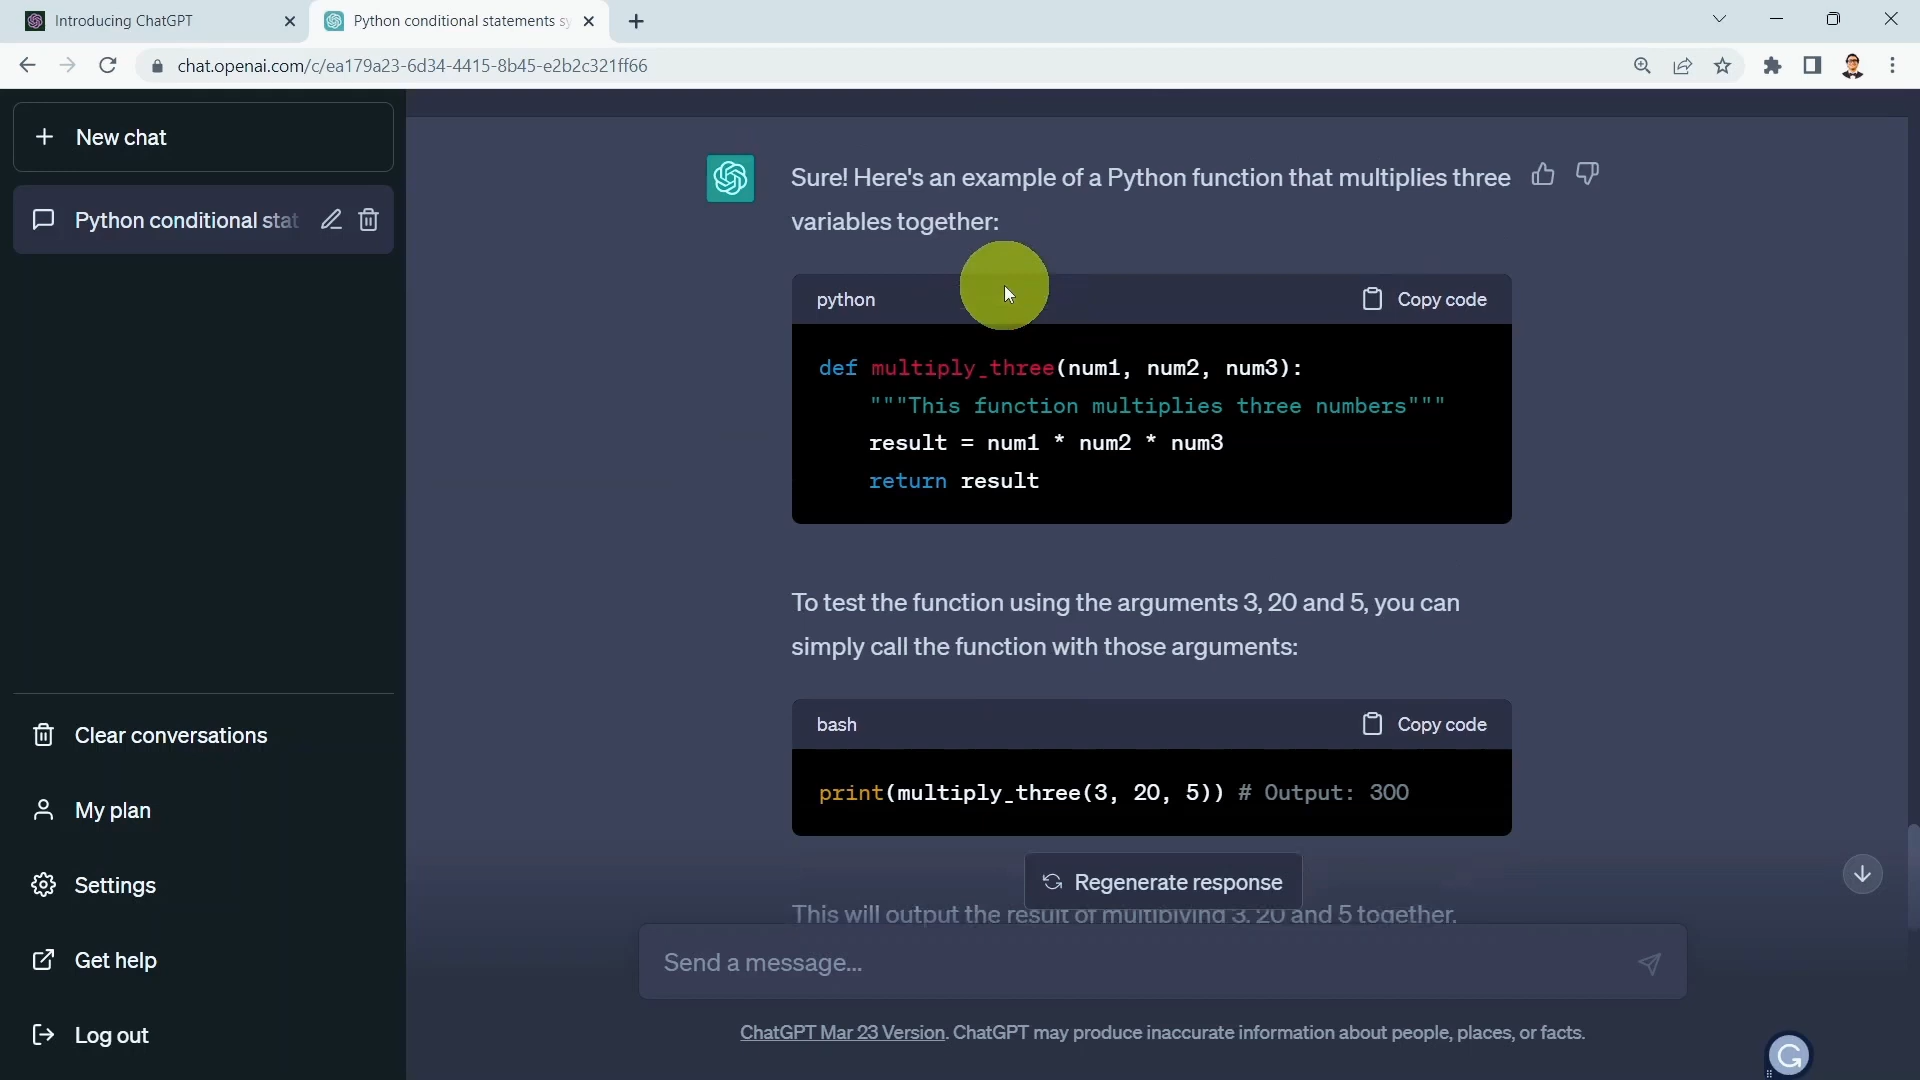 Introducing ChatGPT
Python conditional statements sy
chat.openai.com/c/ea179a23-6d34-4415-8b45-e2b2c321ff66
New chat
Python conditional stat
Clear conversations
My plan
Settings
Get help
Log out
Sure! Here's an example of a Python function that multiplies three
variables together:
python
Copy code
def multiply_three(num1, num2, num3):
"""This function multiplies three numbers"""
result = num1 * num2 * num3
return result
To test the function using the arguments 3, 20 and 5, you can
simply call the function with those arguments:
bash
Copy code
print(multiply_three(3, 20, 5)) # Output: 300
Regenerate response
This will output the result of multiplying 3, 20 and 5 together.
Send a message...
ChatGPT Mar 23 Version. ChatGPT may produce inaccurate information about people, places, or facts.